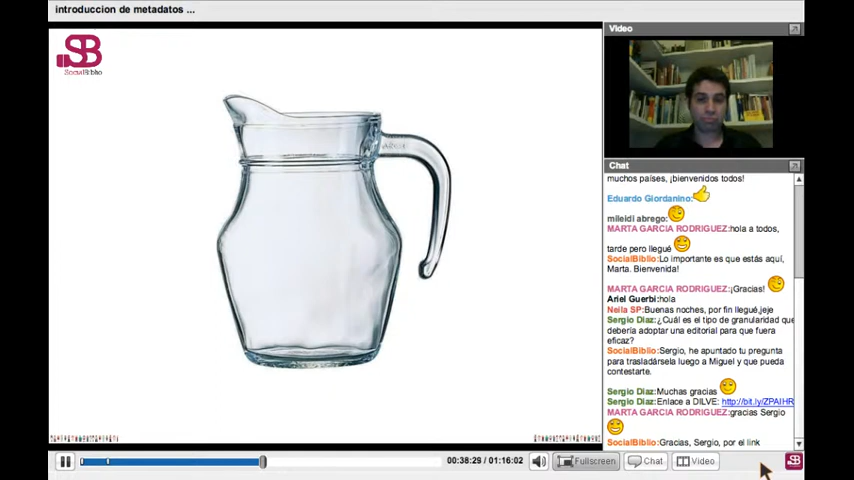 introduccion de metadatos ...
SB
SocialBiblio
Video
Chat
muchos países, ¡bienvenidos todos!
Eduardo Giordanino:
mileidi abrego:
MARTA GARCIA RODRIGUEZ:hola a todos,
tarde pero llegué
SocialBiblio:Lo importante es que estás aquí,
Marta. Bienvenida!
MARTA GARCIA RODRIGUEZ:¡Gracias!
Ariel Guerbi:hola
Neila SP:Buenas noches, por fin llegué,jeje
Sergio Diaz:¿Cuál es el tipo de granularidad que
debería adoptar una editorial para que fuera
eficaz?
SocialBiblio:Sergio, he apuntado tu pregunta
para trasladársela luego a Miguel y que pueda
contestarte.
Sergio Diaz:Muchas gracias
Sergio Diaz:Enlace a DILVE: http://bit.ly/ZPAIHR
MARTA GARCIA RODRIGUEZ:gracias Sergio
SocialBiblio:Gracias, Sergio, por el link
00:38:29 / 01:16:02
Fullscreen
Chat
Video
SB